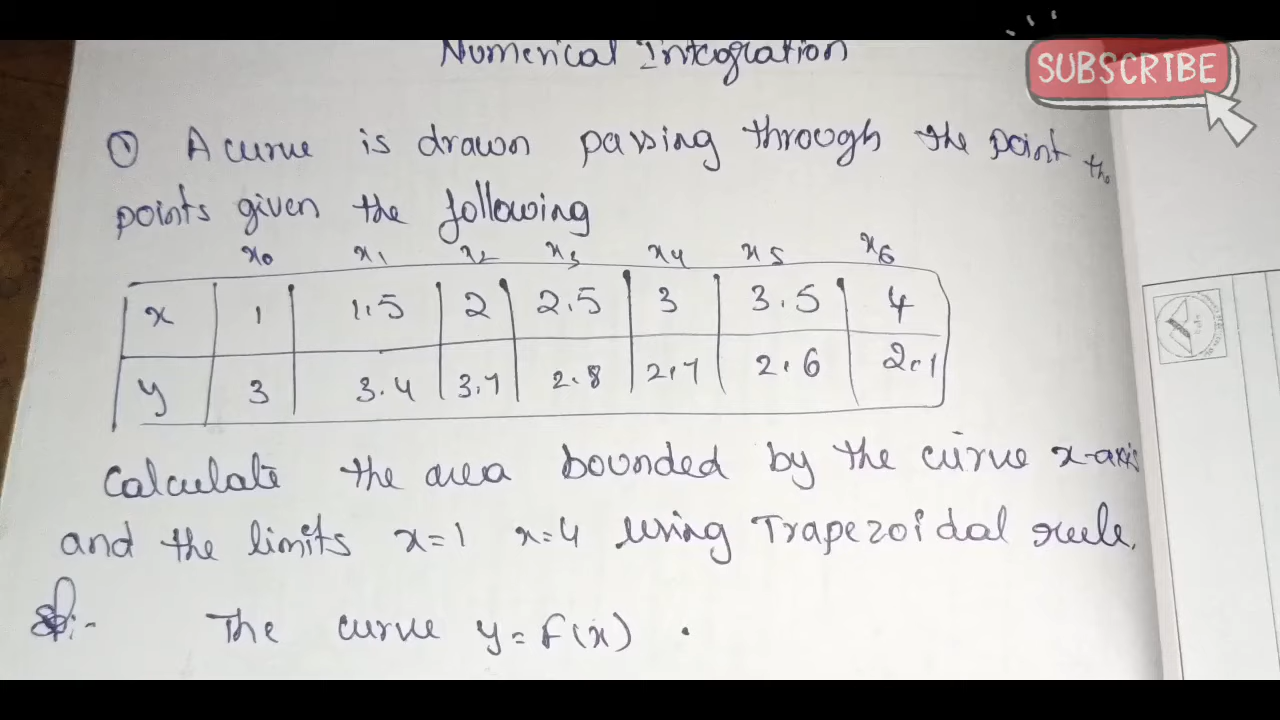 Numerical Integration
SUBSCRIBE
① A curve is drawn passing through the point the
points given the following
x0 x1 x2 x3 x4 x5 x6
x 1 1.5 2 2.5 3 3.5 4
y 3 3.4 3.7 2.8 2.7 2.6 2.1
Calculate the area bounded by the curve x-axis
and the limits x=1 x=4 using Trapezoidal rule.
Sol:- The curve y=f(x) .